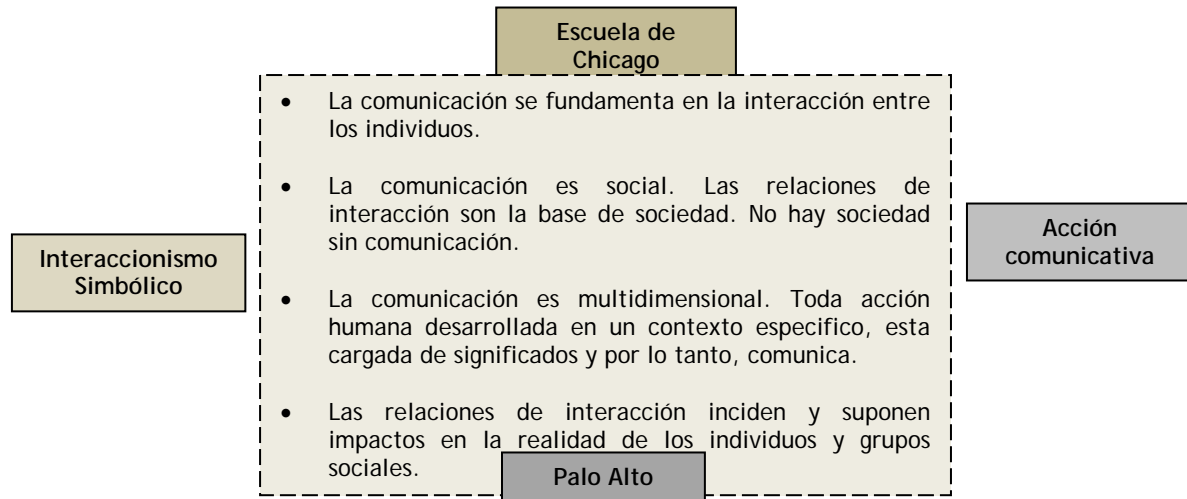 Escuela de
Chicago
• La comunicación se fundamenta en la interacción entre
los individuos.
• La comunicación es social. Las relaciones de
interacción son la base de sociedad. No hay sociedad
sin comunicación.
Interaccionismo
Simbólico
Acción
comunicativa
• La comunicación es multidimensional. Toda acción
humana desarrollada en un contexto especifico, esta
cargada de significados y por lo tanto, comunica.
• Las relaciones de interacción inciden y suponen
impactos en la realidad de los individuos y grupos
sociales.
Palo Alto